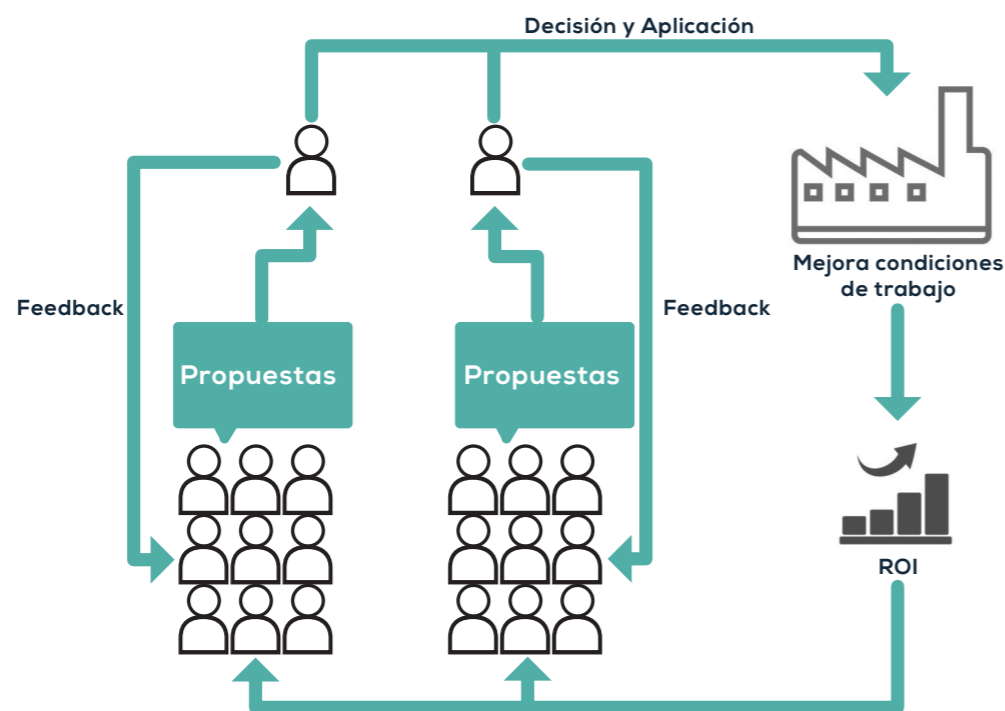 Decisión y Aplicación
Mejora condiciones
de trabajo
Feedback
Feedback
Propuestas
Propuestas
ROI